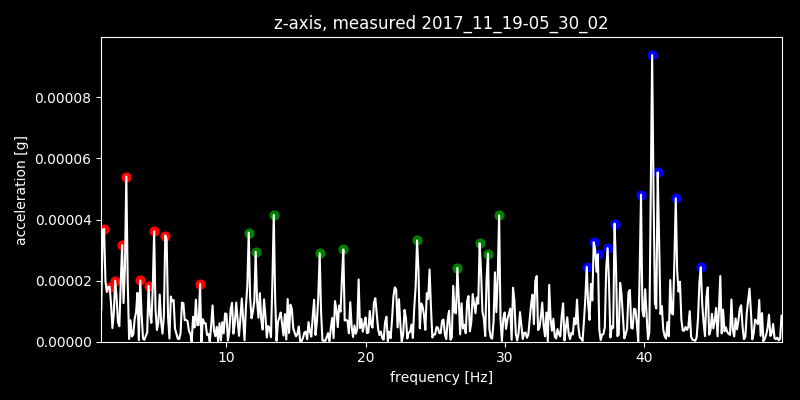 z-axis, measured 2017_11_19-05_30_02
acceleration [g]
0.00008
0.00006
0.00004
0.00002
0.00000
10 20 30 40
frequency [Hz]